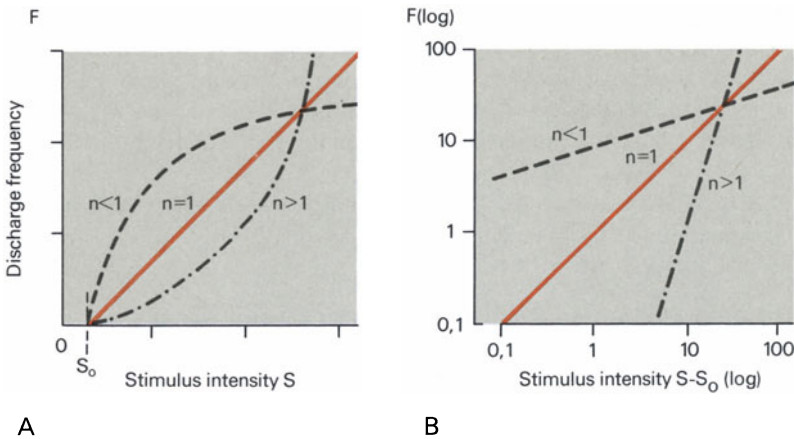 F
Discharge frequency
n<1
n=1
n>1
0
S₀
Stimulus intensity S
A
F(log)
100
10
1
0,1
n<1
n=1
n>1
0,1
1
10
100
Stimulus intensity S-S₀ (log)
B